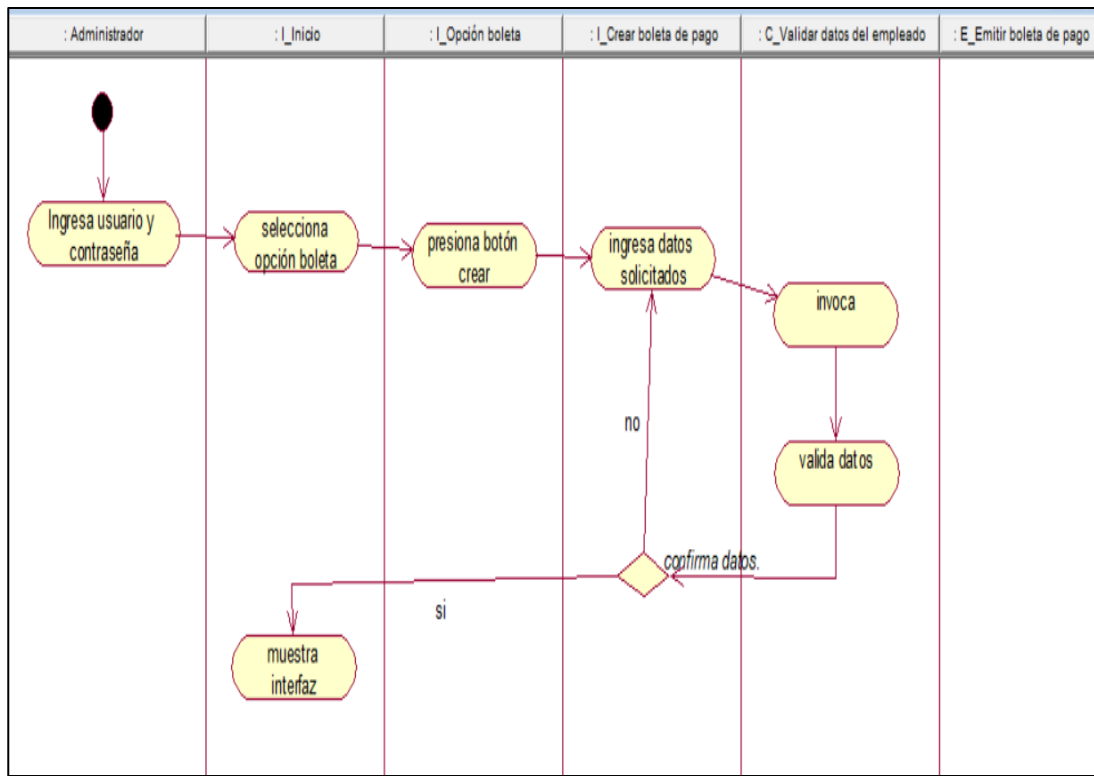 : Administrador
: I_Inicio
: I_Opción boleta
: I_Crear boleta de pago
: C_Validar datos del empleado
: E_Emitir boleta de pago
Ingresa usuario y
contraseña
selecciona
opción boleta
presiona botón
crear
ingresa datos
solicitados
invoca
no
valida datos
confirma datos.
si
muestra
interfaz